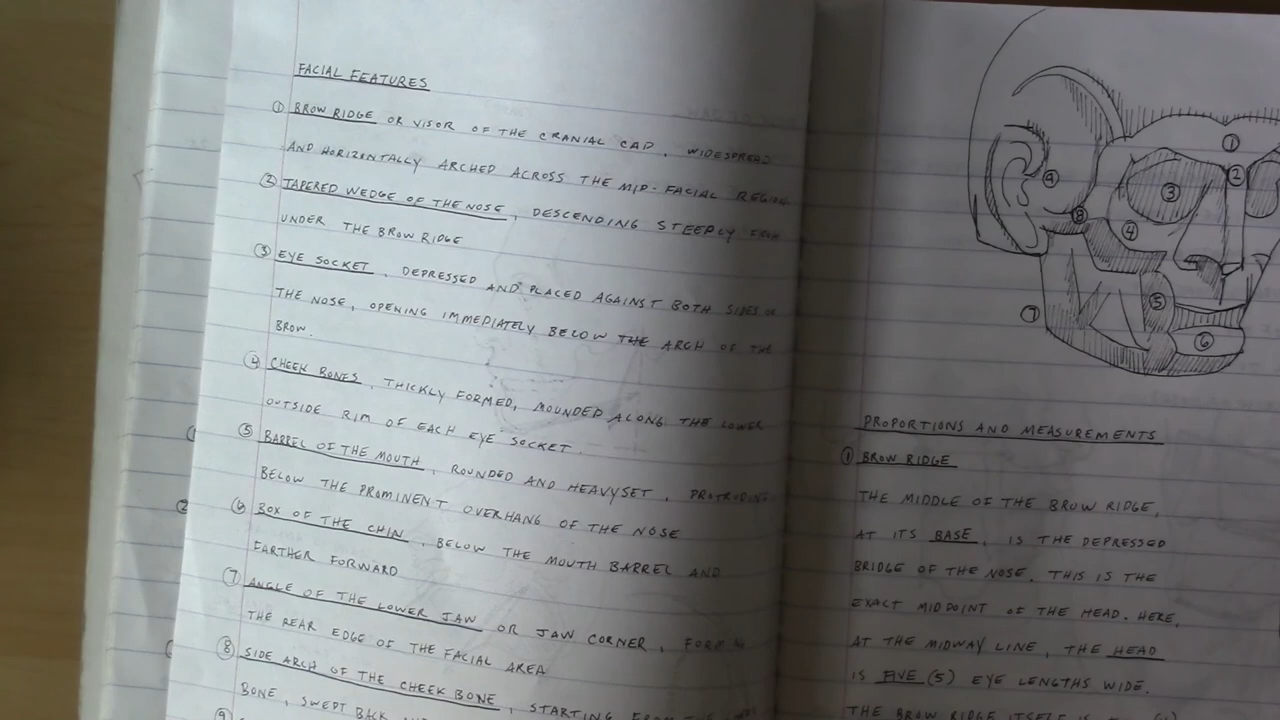 FACIAL FEATURES
① BROW RIDGE OR VISOR OF THE CRANIAL CAP, WIDESPREAD
AND HORIZONTALLY ARCHED ACROSS THE MID-FACIAL REGION
② TAPERED WEDGE OF THE NOSE, DESCENDING STEEPLY FROM
UNDER THE BROW RIDGE
③ EYE SOCKET, DEPRESSED AND PLACED AGAINST BOTH SIDES OF
THE NOSE, OPENING IMMEDIATELY BELOW THE ARCH OF THE
BROW.
④ CHEEK BONES, THICKLY FORMED, MOUNDED ALONG THE LOWER
OUTSIDE RIM OF EACH EYE SOCKET.
⑤ BARREL OF THE MOUTH, ROUNDED AND HEAVYSET, PROTRUDING
BELOW THE PROMINENT OVERHANG OF THE NOSE
⑥ BOX OF THE CHIN, BELOW THE MOUTH BARREL AND
FARTHER FORWARD
⑦ ANGLE OF THE LOWER JAW OR JAW CORNER, FORM
THE REAR EDGE OF THE FACIAL AREA
⑧ SIDE ARCH OF THE CHEEK BONE, STARTING FROM THE
BONE, SWEPT BACK
⑨
①
②
③
⑨
⑧
④
⑤
⑦
⑥
PROPORTIONS AND MEASUREMENTS
① BROW RIDGE
THE MIDDLE OF THE BROW RIDGE,
AT ITS BASE, IS THE DEPRESSED
BRIDGE OF THE NOSE. THIS IS THE
EXACT MIDPOINT OF THE HEAD. HERE,
AT THE MIDWAY LINE, THE HEAD
IS FIVE (5) EYE LENGTHS WIDE.
THE BROW RIDGE ITSELF IS